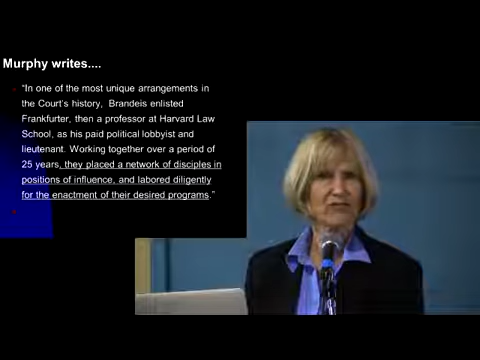 Murphy writes....
“In one of the most unique arrangements in
the Court’s history, Brandeis enlisted
Frankfurter, then a professor at Harvard Law
School, as his paid political lobbyist and
lieutenant. Working together over a period of
25 years, they placed a network of disciples in
positions of influence, and labored diligently
for the enactment of their desired programs.”